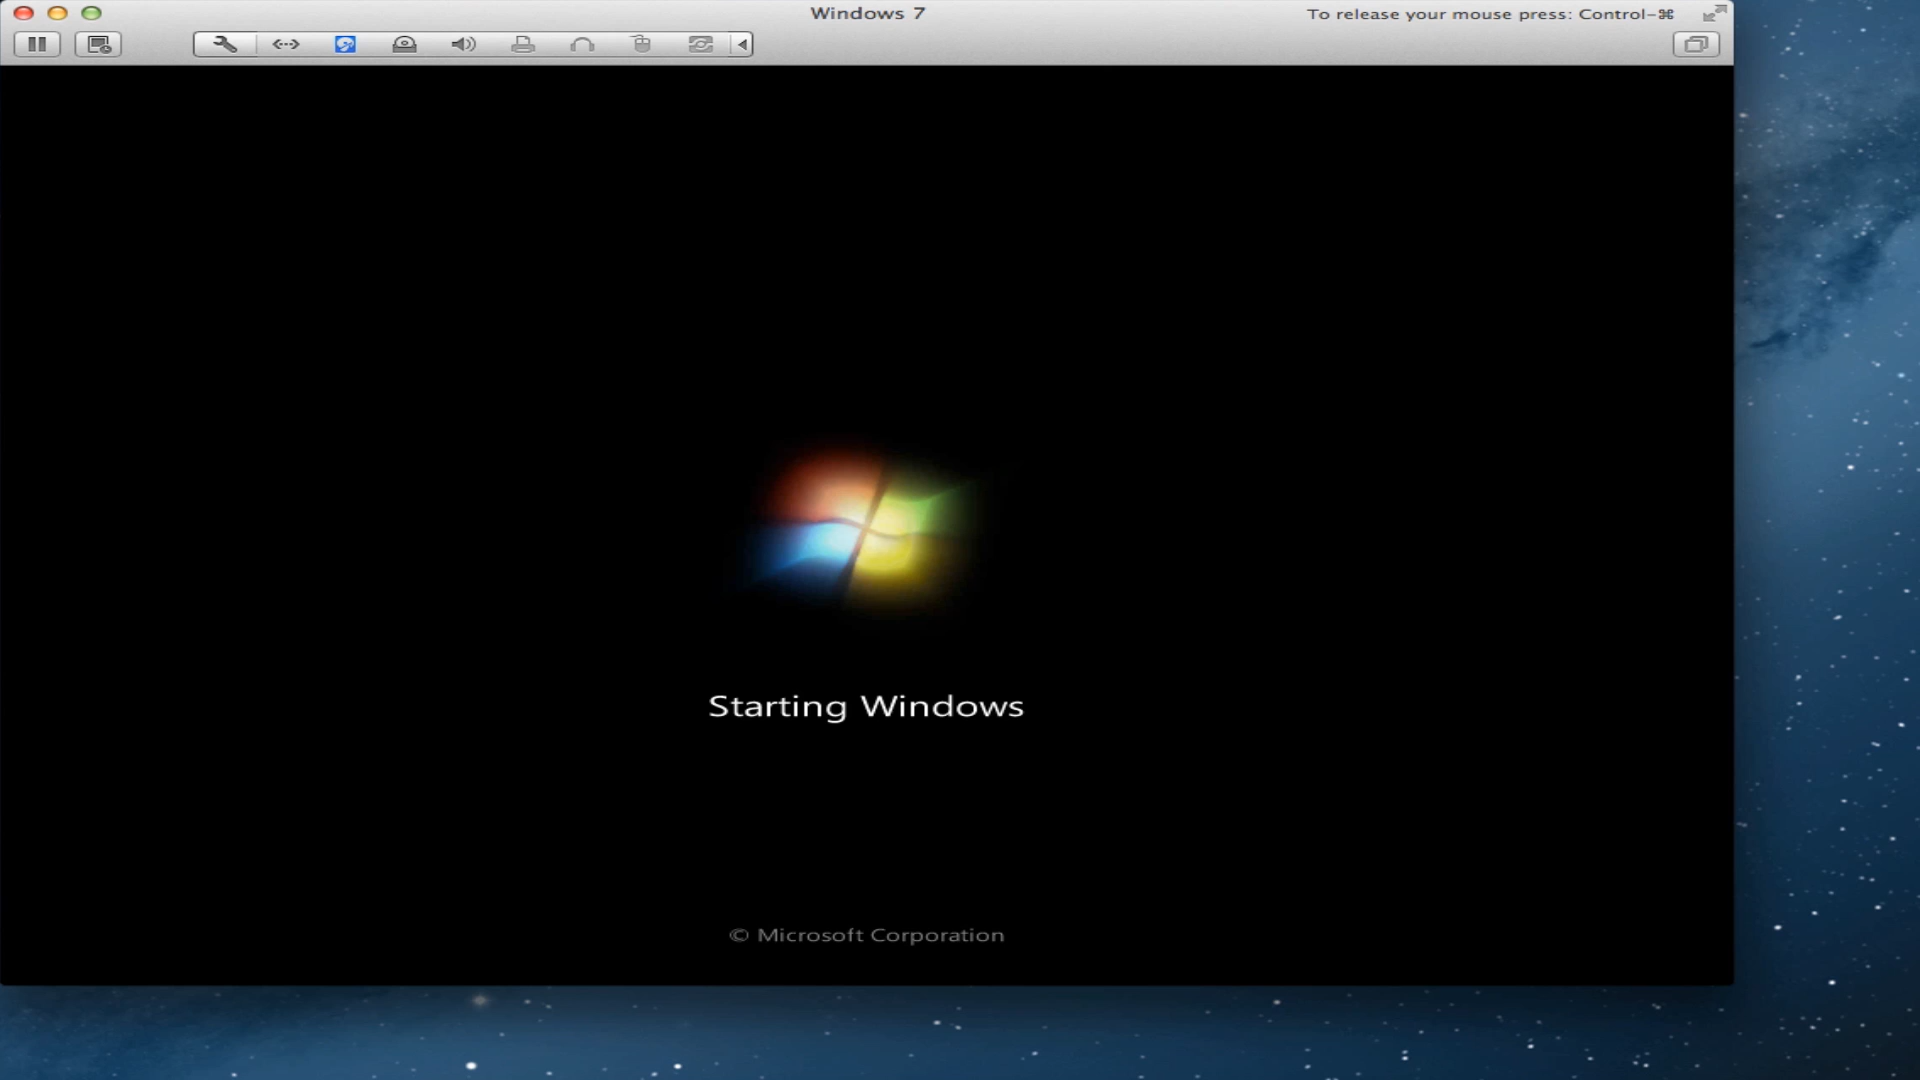 Windows 7
To release your mouse press: Control-⌘
Starting Windows
© Microsoft Corporation